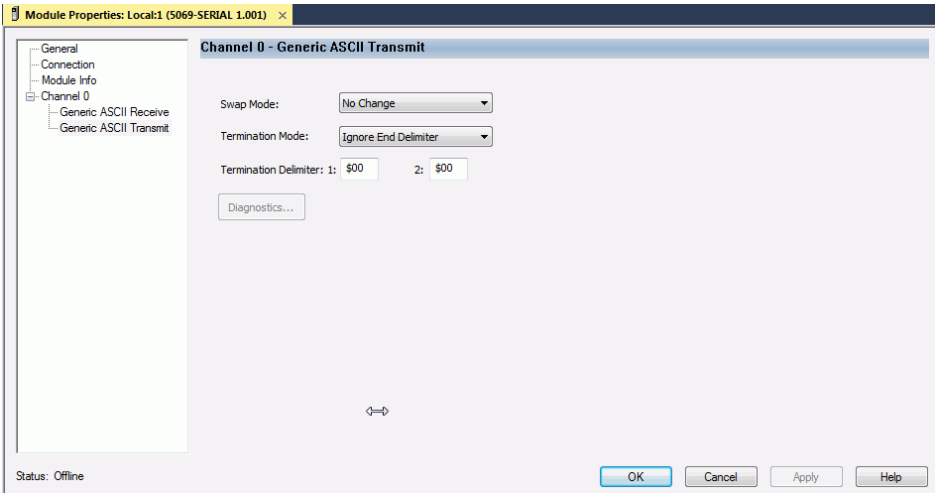 Module Properties: Local:1 (5069-SERIAL 1.001) ×
General
Connection
Module Info
Channel 0
Generic ASCII Receive
Generic ASCII Transmit
Channel 0 - Generic ASCII Transmit
Swap Mode: No Change
Termination Mode: Ignore End Delimiter
Termination Delimiter: 1: $00 2: $00
Diagnostics...
Status: Offline
OK Cancel Apply Help